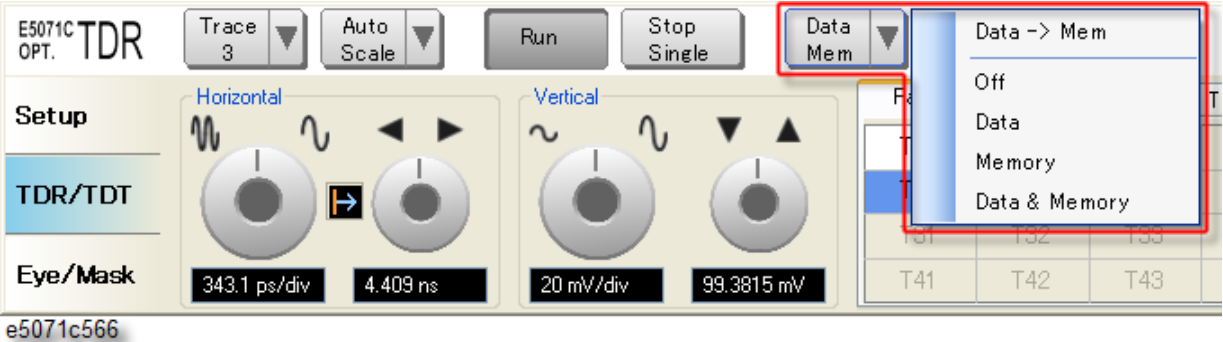 E5071C
OPT. TDR
Trace
3
Auto
Scale
Run
Stop
Single
Data
Mem
Data -> Mem
Off
Data
Memory
Data & Memory
Setup
TDR/TDT
Eye/Mask
Horizontal
343.1 ps/div
4.409 ns
Vertical
20 mV/div
99.3815 mV
T31 T32 T33
T41 T42 T43
e5071c566